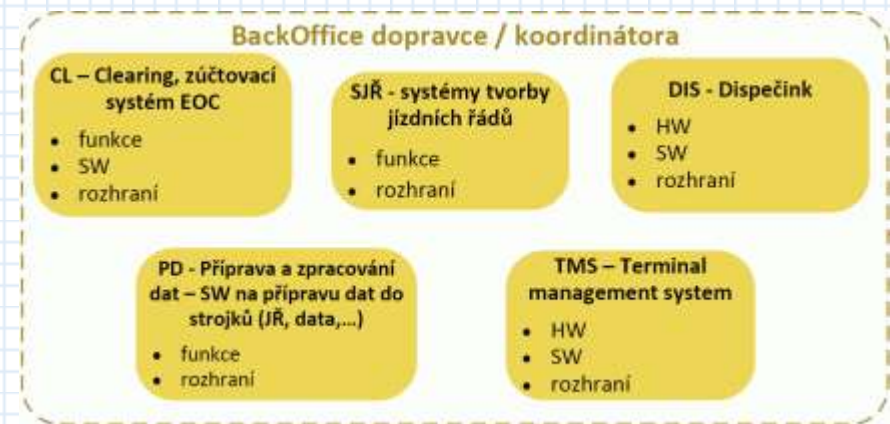 BackOffice dopravce / koordinátora
CL – Clearing, zúčtovací
systém EOC
• funkce
• SW
• rozhraní
SJŘ - systémy tvorby
jízdních řádů
• funkce
• rozhraní
DIS - Dispečink
• HW
• SW
• rozhraní
PD - Příprava a zpracování
dat – SW na přípravu dat do
strojků (JŘ, data,...)
• funkce
• rozhraní
TMS – Terminal
management system
• HW
• SW
• rozhraní